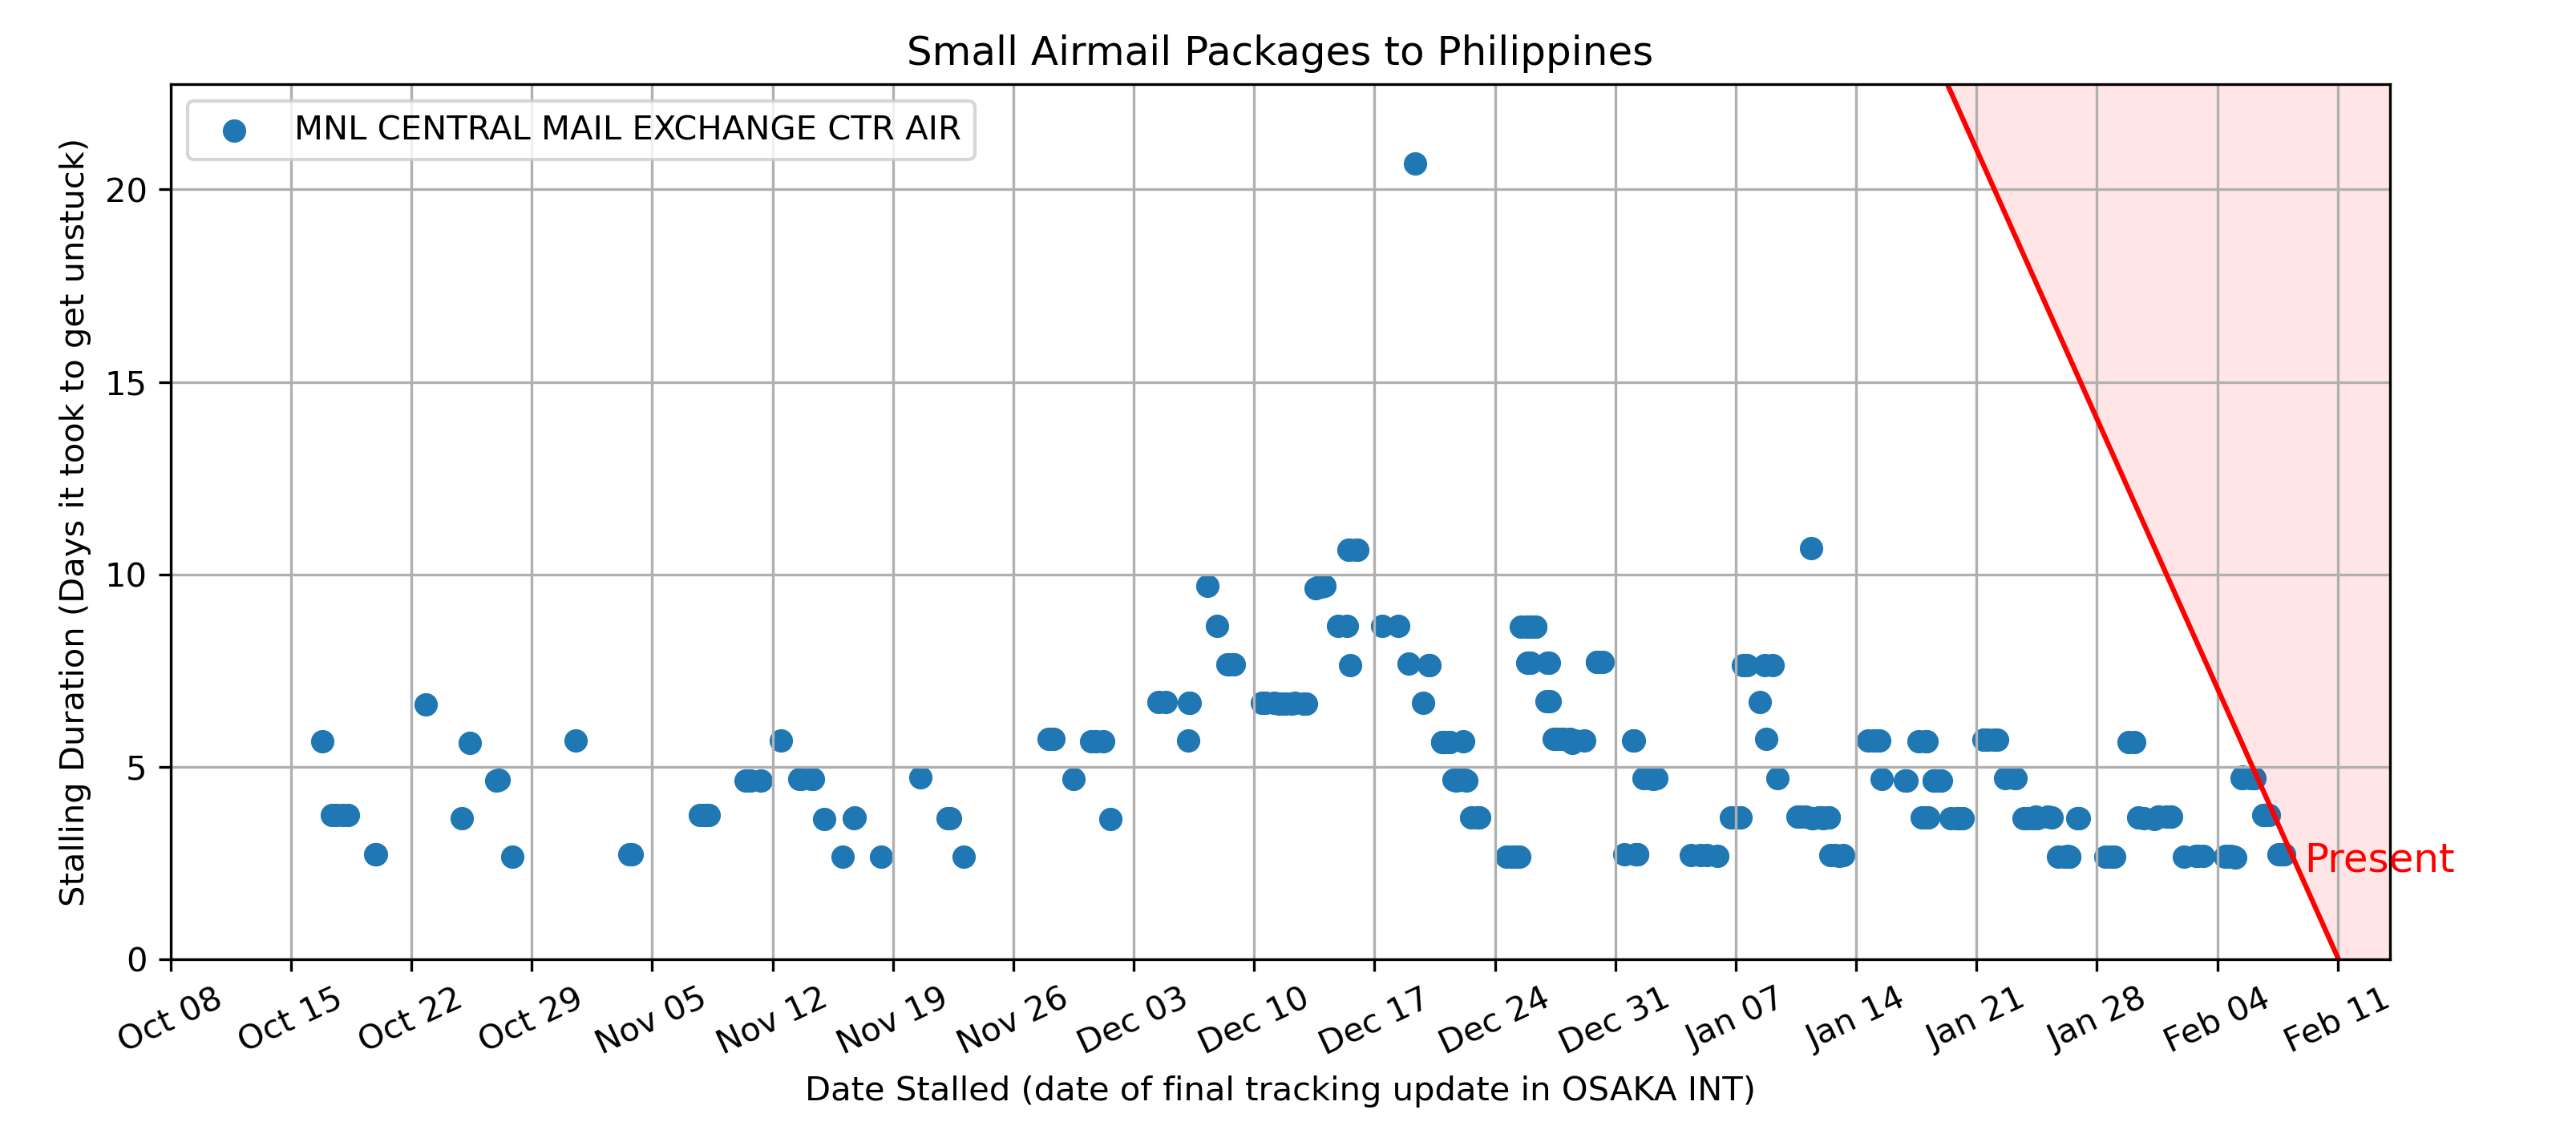 Small Airmail Packages to Philippines
MNL CENTRAL MAIL EXCHANGE CTR AIR
Stalling Duration (Days it took to get unstuck)
20
15
10
5
0
Present
Oct 08
Oct 15
Oct 22
Oct 29
Nov 05
Nov 12
Nov 19
Nov 26
Dec 03
Dec 10
Dec 17
Dec 24
Dec 31
Jan 07
Jan 14
Jan 21
Jan 28
Feb 04
Feb 11
Date Stalled (date of final tracking update in OSAKA INT)